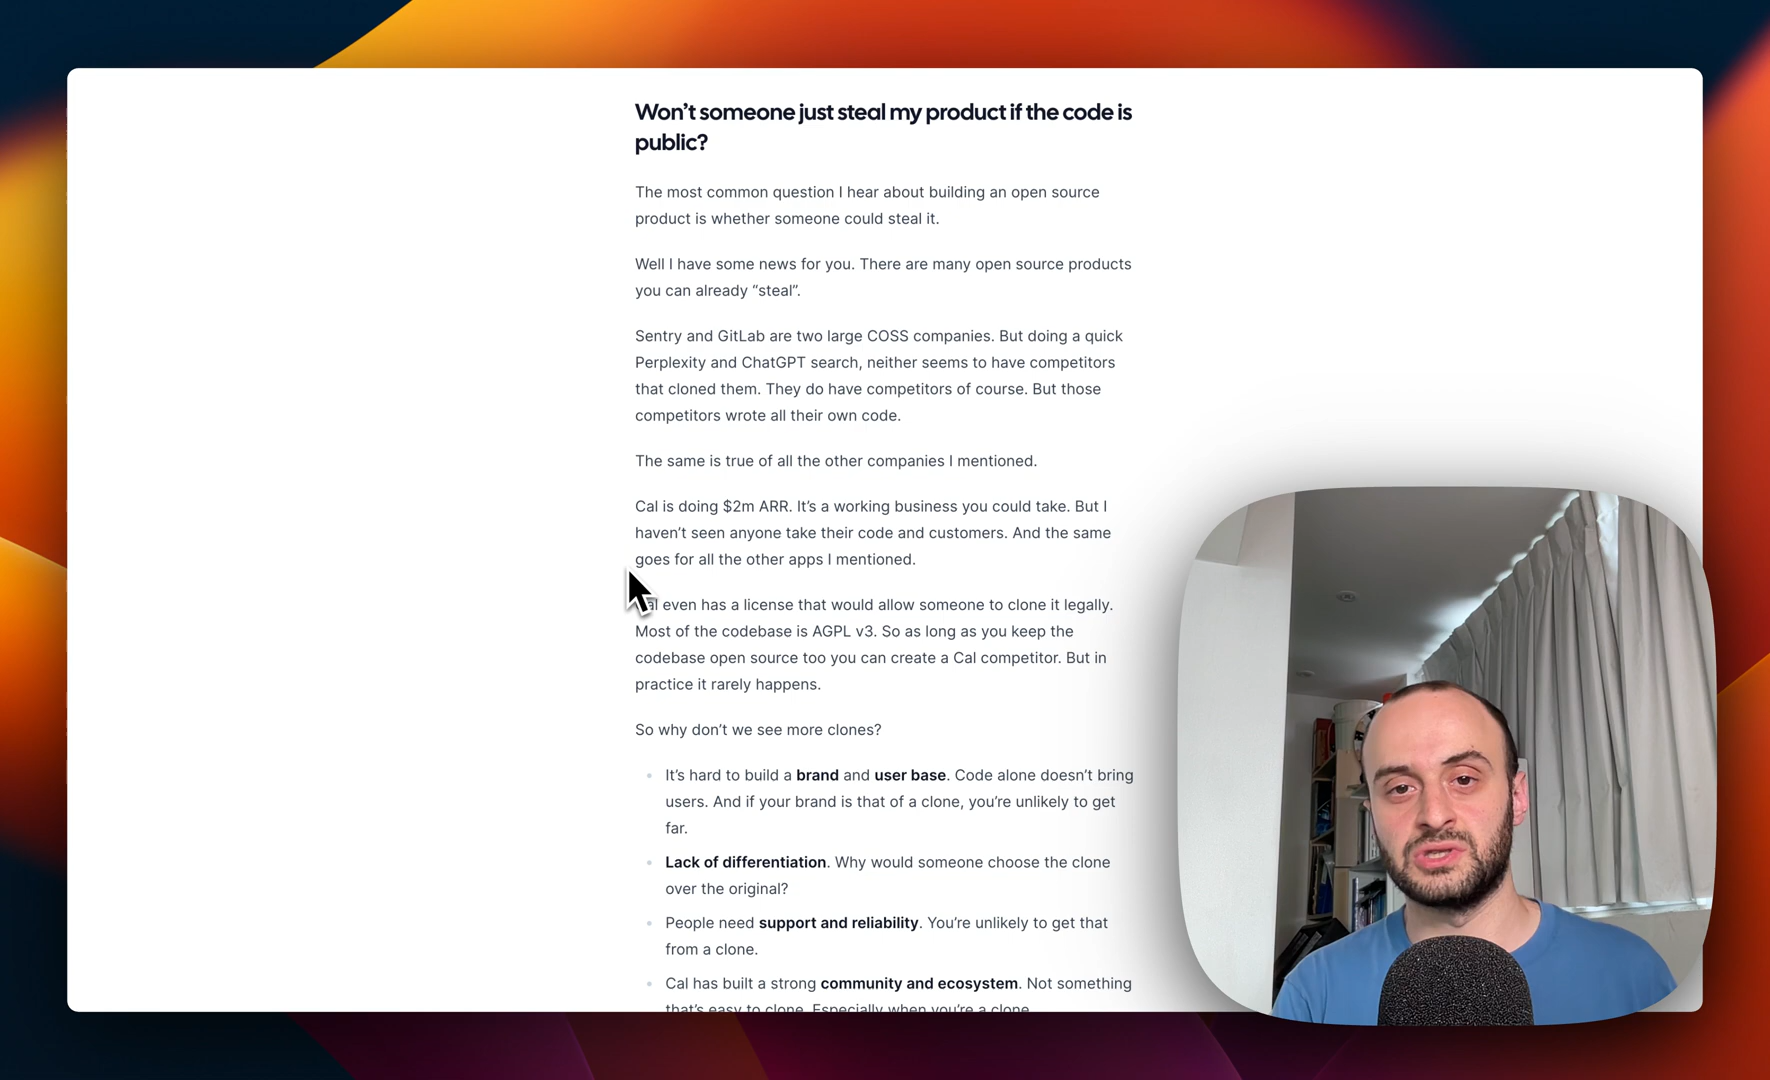 Won’t someone just steal my product if the code is
public?
The most common question I hear about building an open source
product is whether someone could steal it.
Well I have some news for you. There are many open source products
you can already “steal”.
Sentry and GitLab are two large COSS companies. But doing a quick
Perplexity and ChatGPT search, neither seems to have competitors
that cloned them. They do have competitors of course. But those
competitors wrote all their own code.
The same is true of all the other companies I mentioned.
Cal is doing $2m ARR. It’s a working business you could take. But I
haven’t seen anyone take their code and customers. And the same
goes for all the other apps I mentioned.
even has a license that would allow someone to clone it legally.
Most of the codebase is AGPL v3. So as long as you keep the
codebase open source too you can create a Cal competitor. But in
practice it rarely happens.
So why don’t we see more clones?
It’s hard to build a brand and user base. Code alone doesn’t bring
users. And if your brand is that of a clone, you’re unlikely to get
far.
Lack of differentiation. Why would someone choose the clone
over the original?
People need support and reliability. You’re unlikely to get that
from a clone.
Cal has built a strong community and ecosystem. Not something
that’s easy to clone. Especially when you’re a clone.